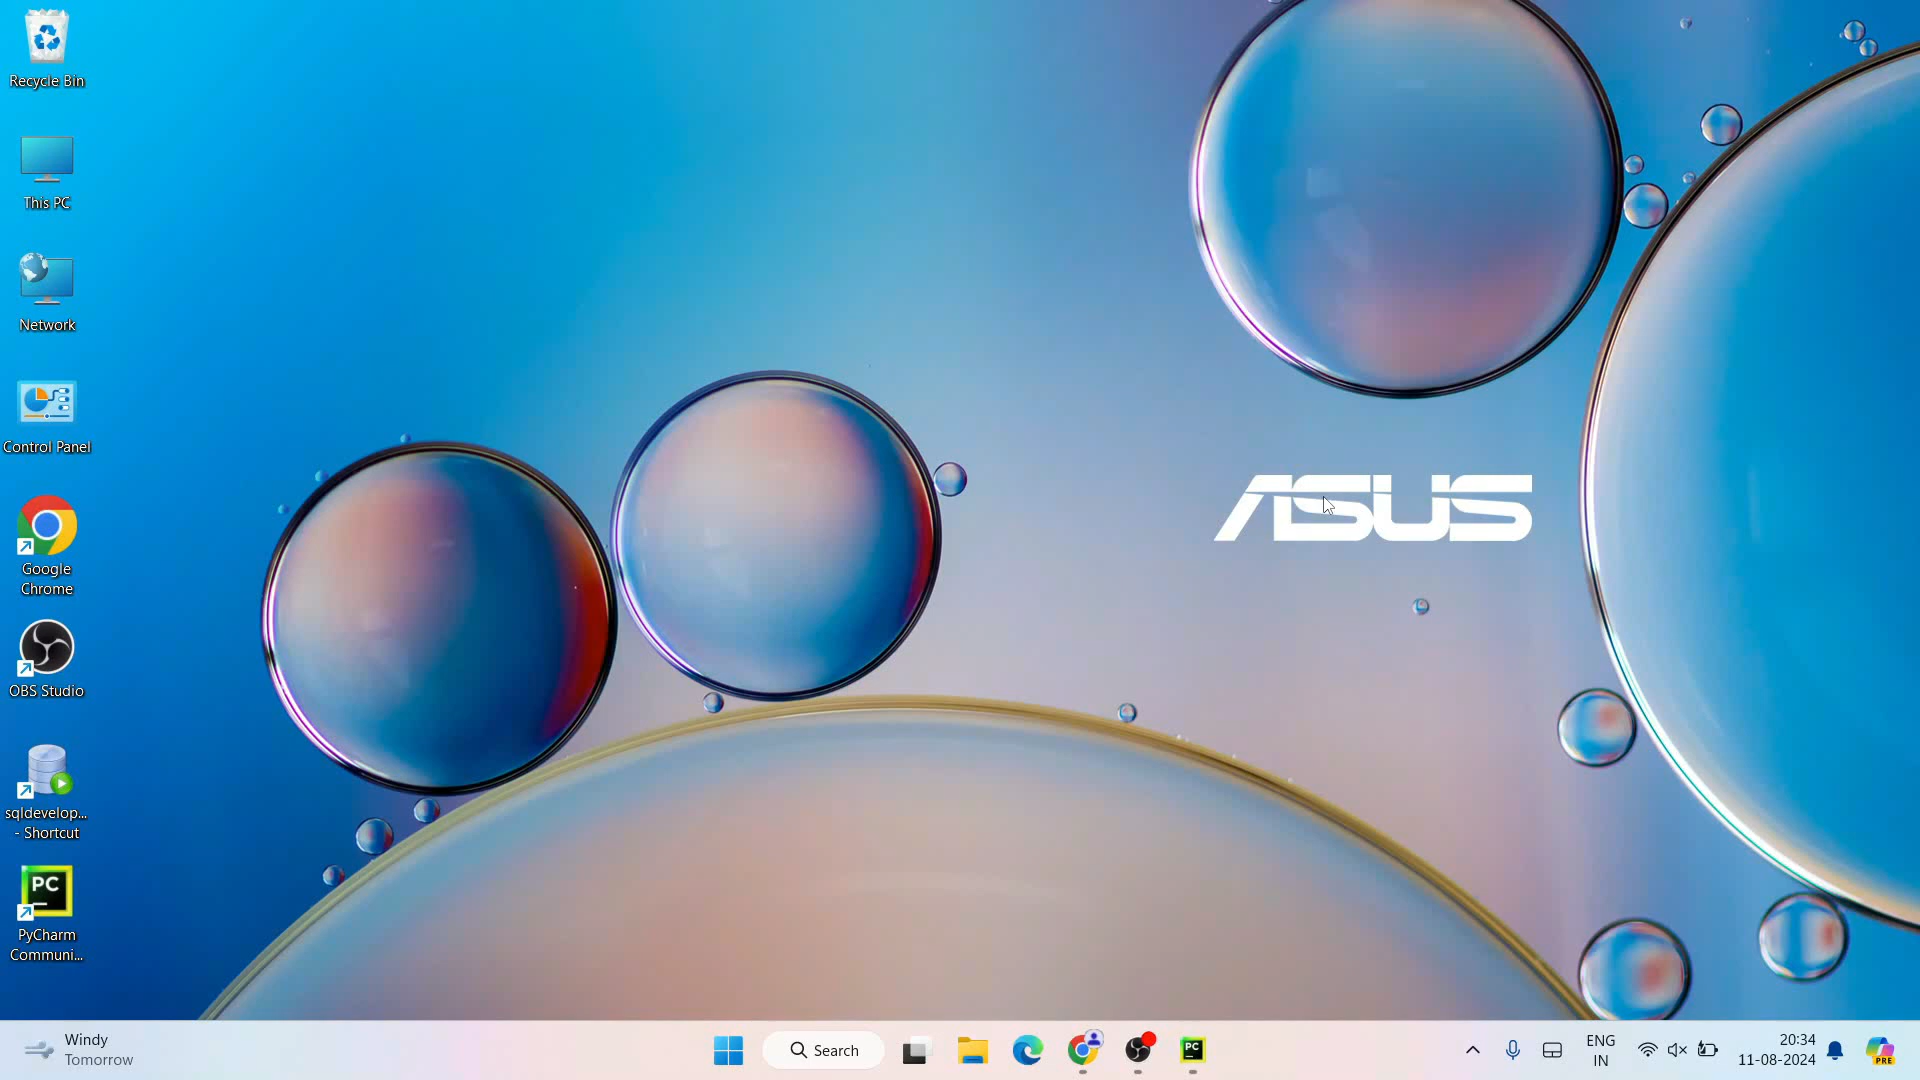 Recycle Bin
This PC
Network
Control Panel
Google
Chrome
OBS Studio
sqldevelop...
- Shortcut
PC
PyCharm
Communi...
ASUS
Windy
Tomorrow
Search
PC
ENG
IN
20:34
11-08-2024
PRE